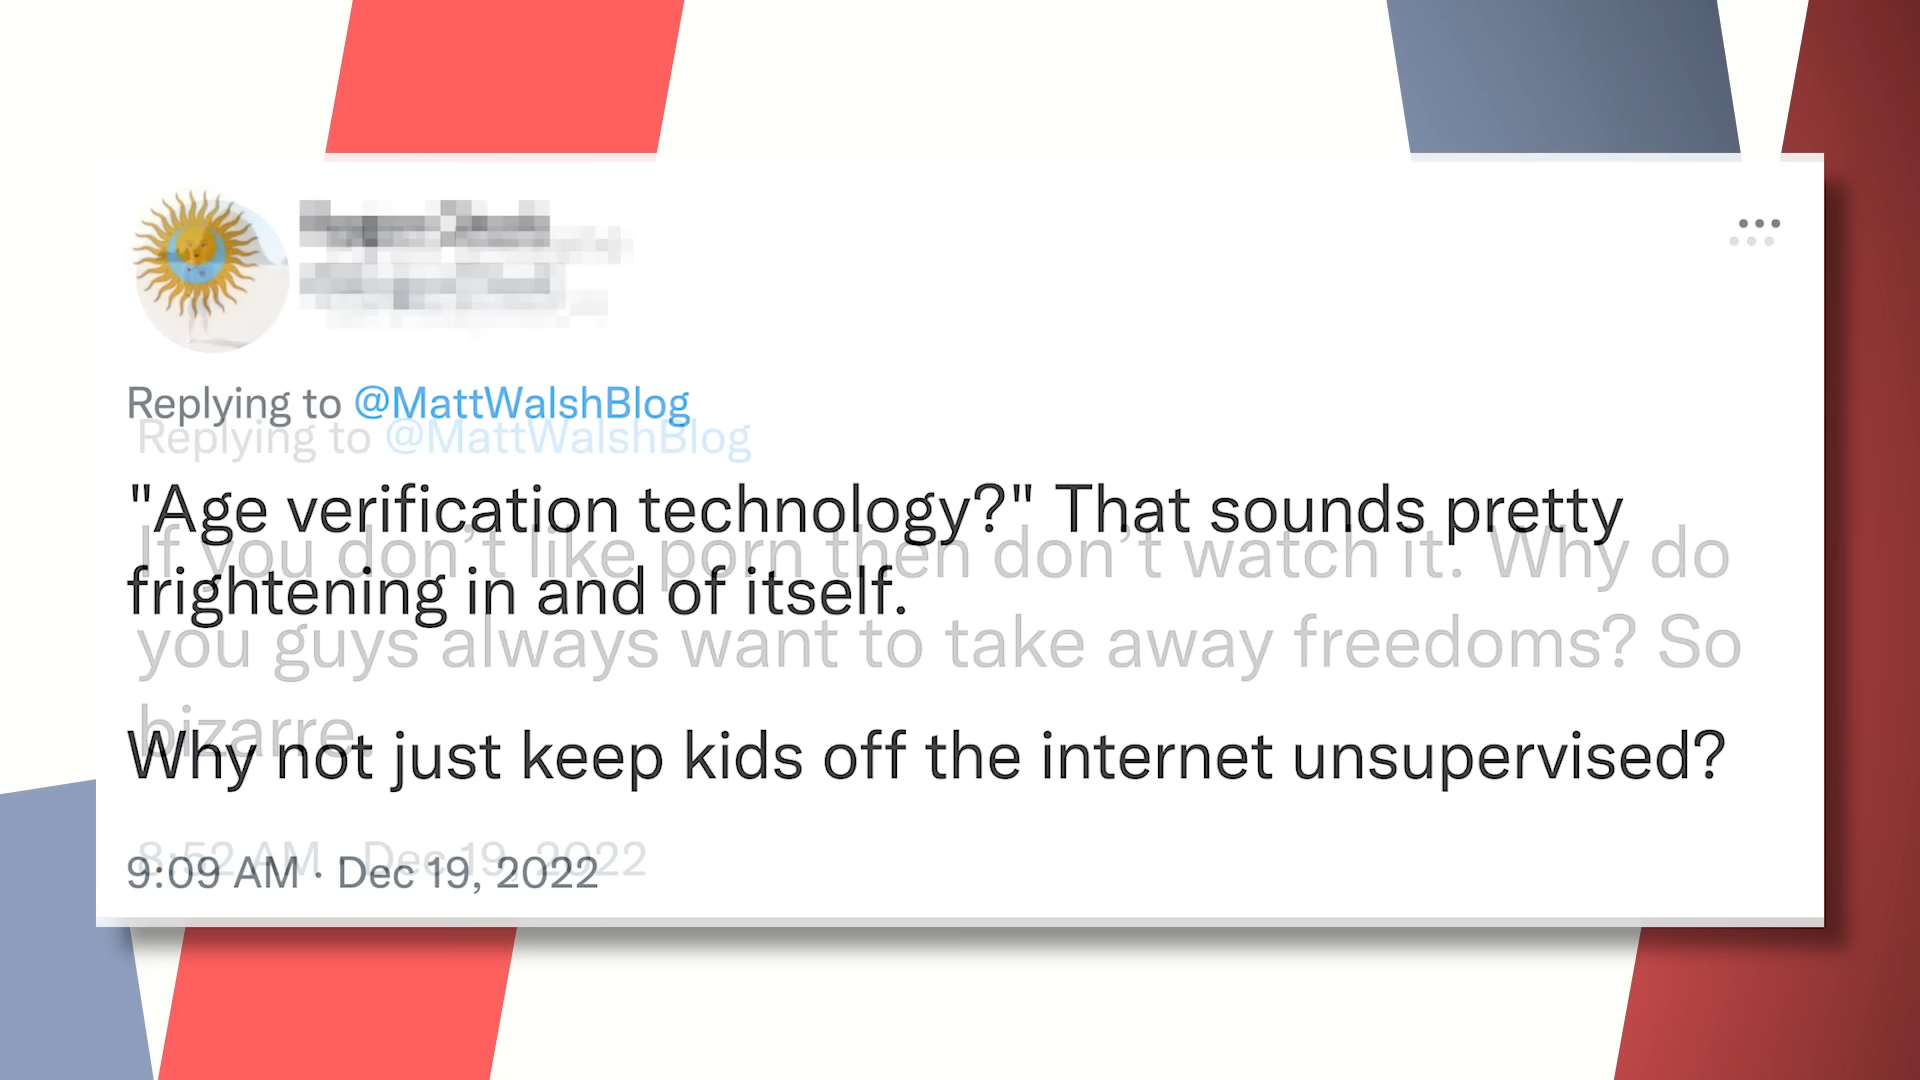 Replying to @MattWalshBlog
Replying to @MattWalshBlog
"Age verification technology?" That sounds pretty
If you don't like porn then don't watch it. Why do
frightening in and of itself.
you guys always want to take away freedoms? So
bizarre.
Why not just keep kids off the internet unsupervised?
8:52 AM · Dec 19, 2022
9:09 AM · Dec 19, 2022